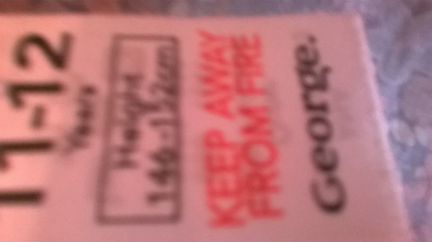 George.
KEEP AWAY
FROM FIRE
Height
146-152cm
11-12
Years